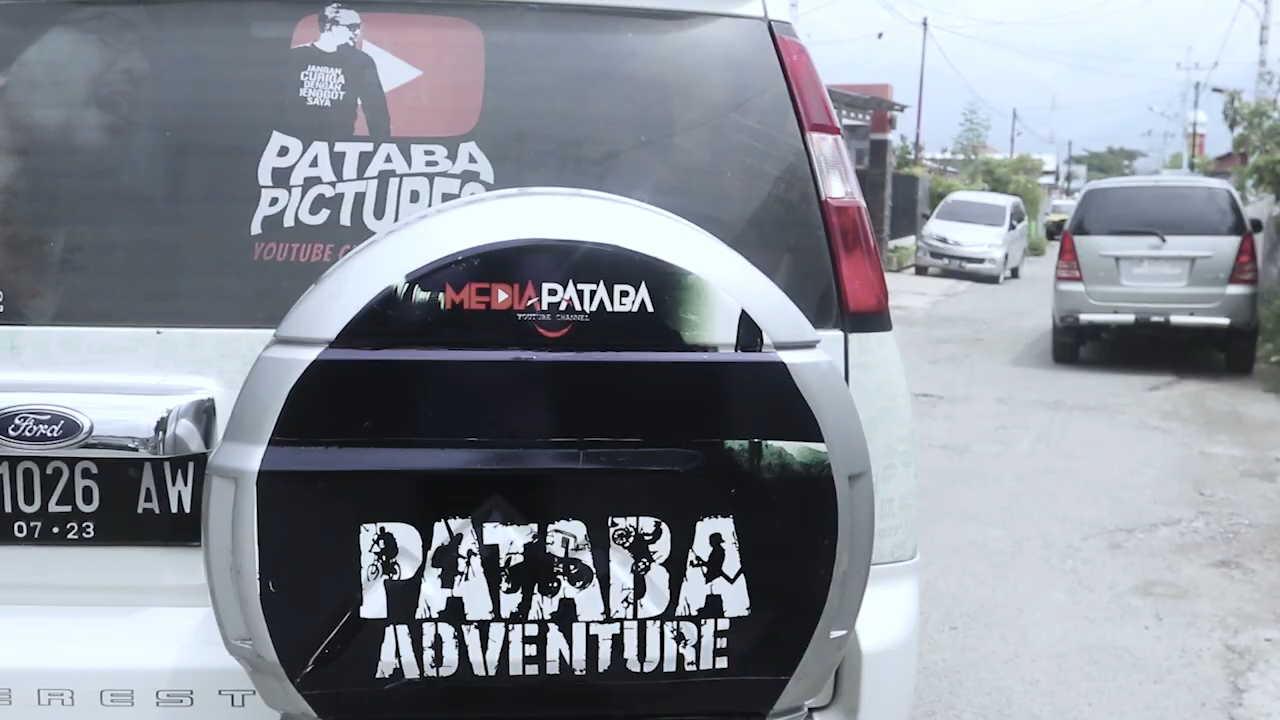 JANGAN
CURIGA
DENGAN
JENGGOT
SAYA
PATABA
PICTURES
YOUTUBE
MEDIAPATABA
YOUTUBE CHANNEL
Ford
1026 AW
07 • 23
PATABA
ADVENTURE
EREST